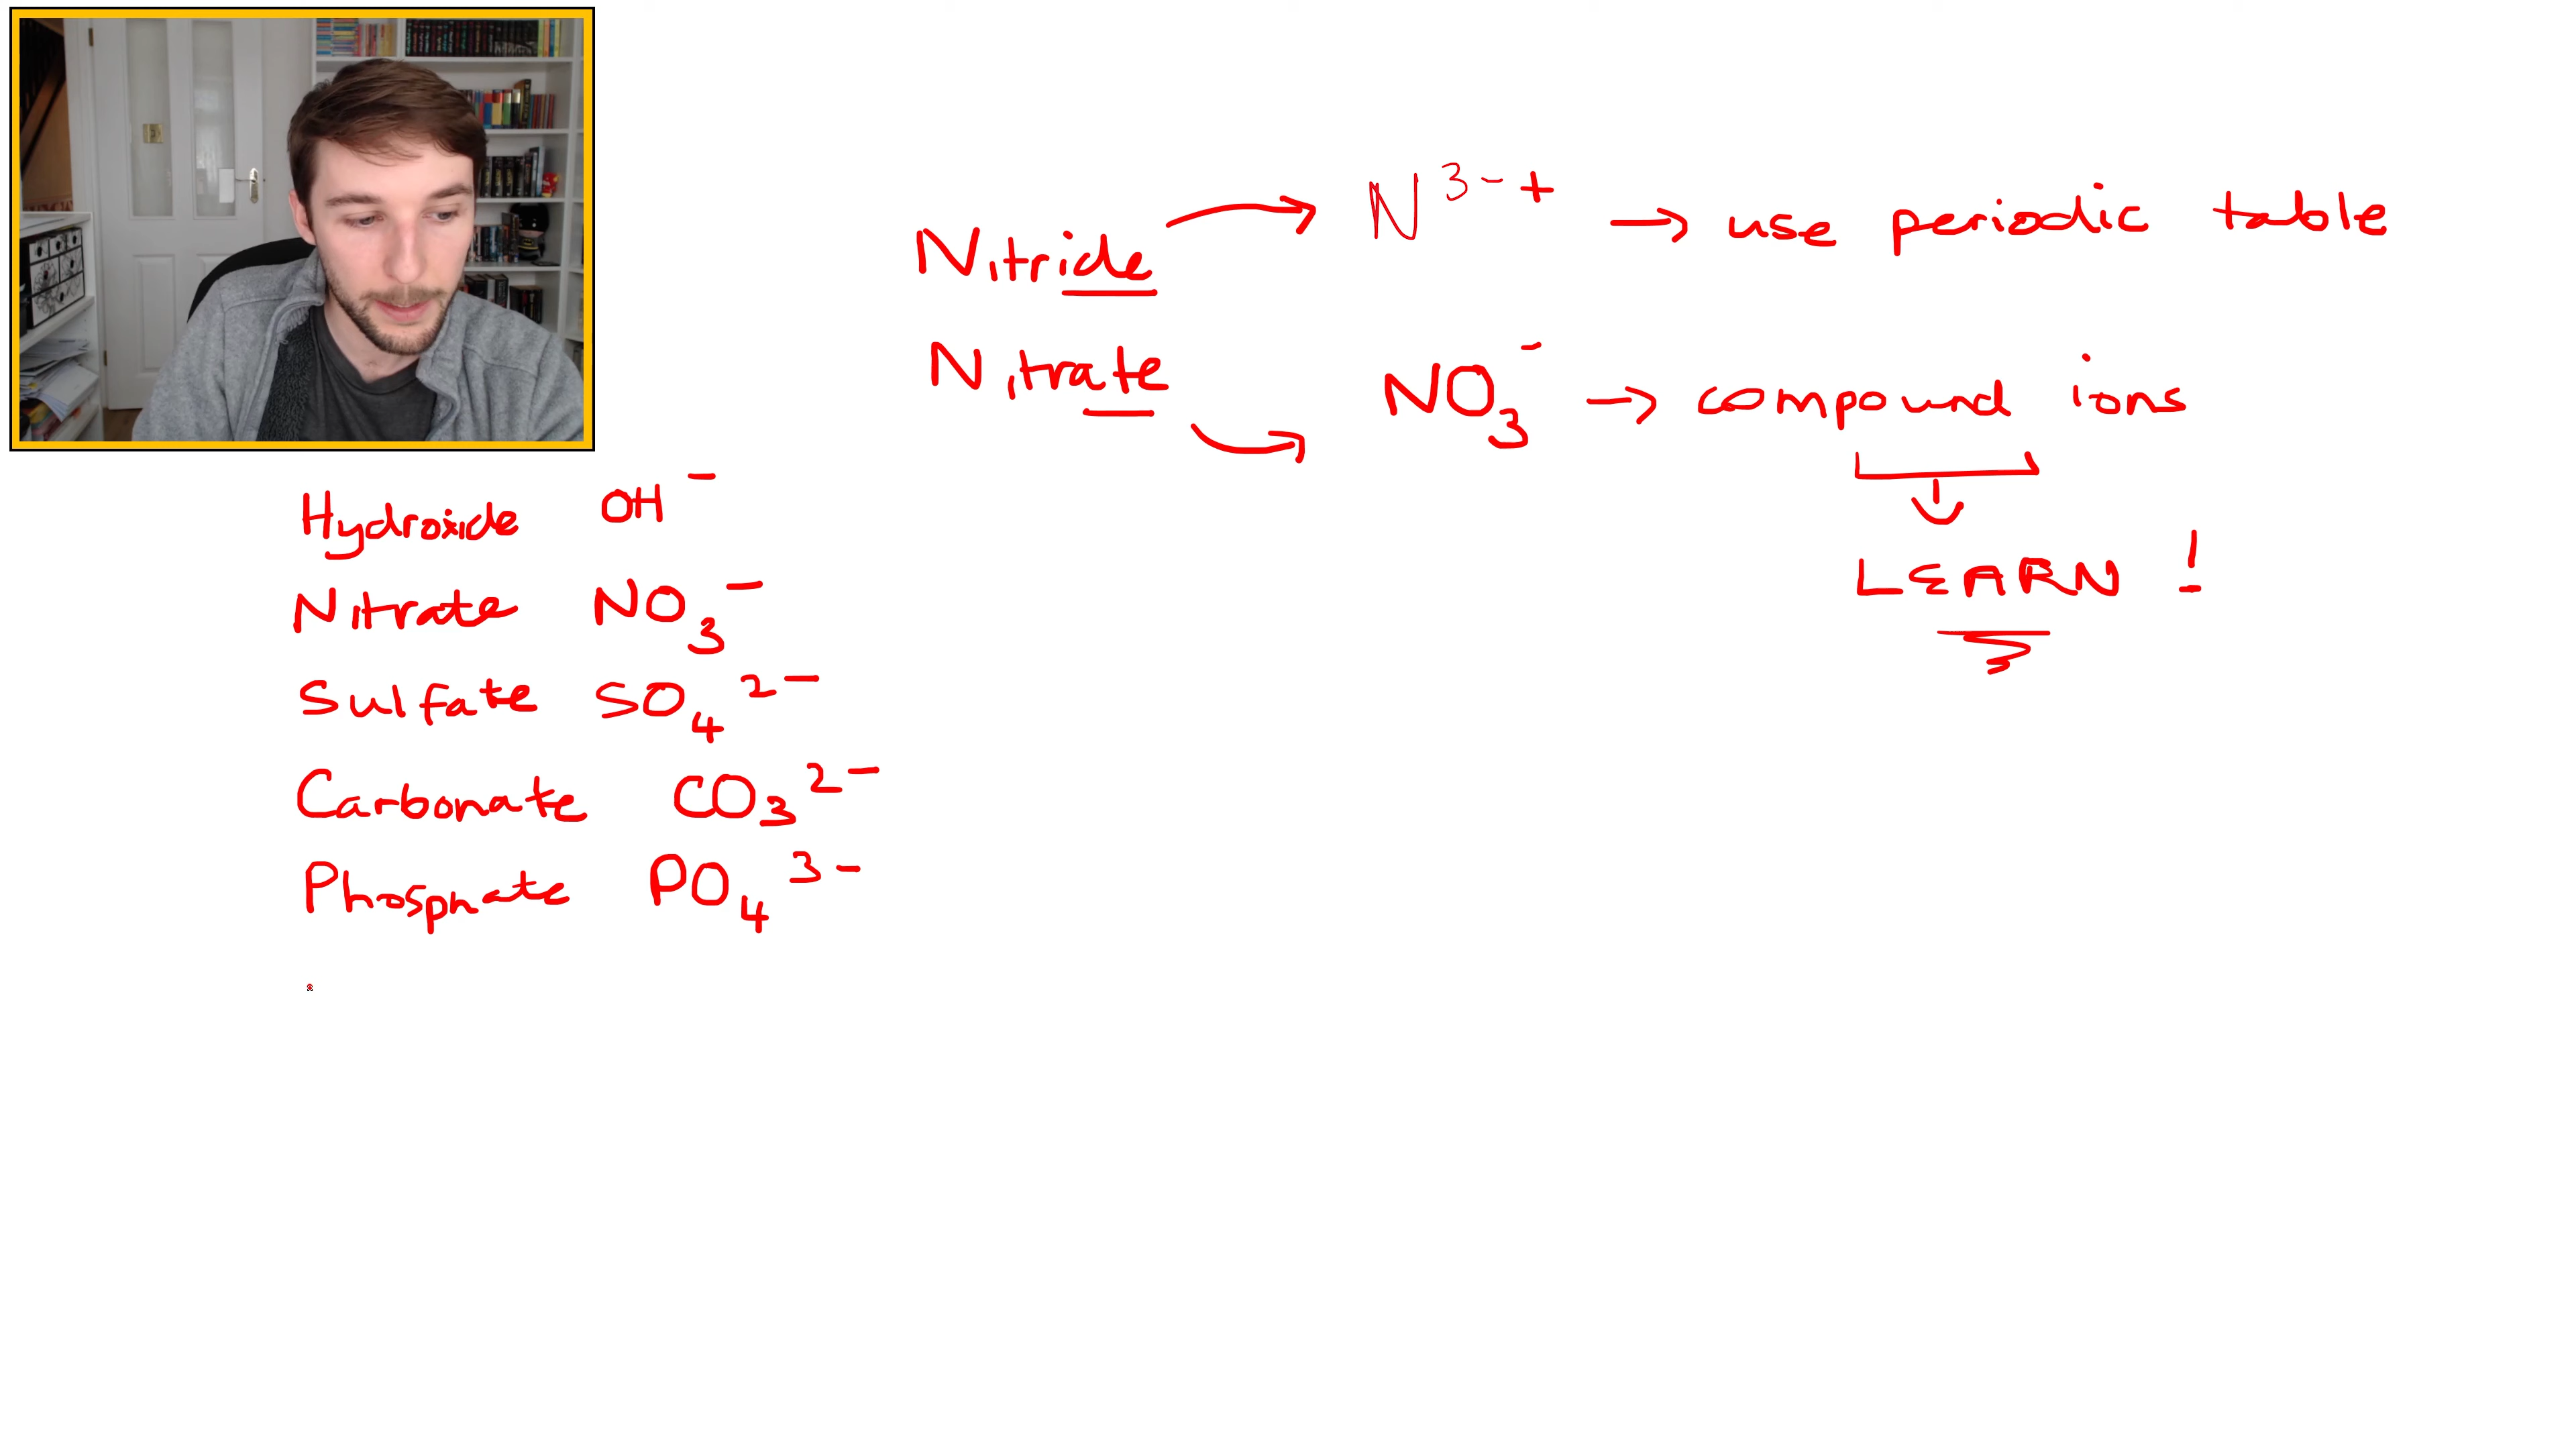 Nitride → N³⁻ + → use periodic table
Nitrate → NO₃⁻ → compound ions
LEARN !
Hydroxide OH⁻
Nitrate NO₃⁻
Sulfate SO₄²⁻
Carbonate CO₃²⁻
Phosphate PO₄³⁻